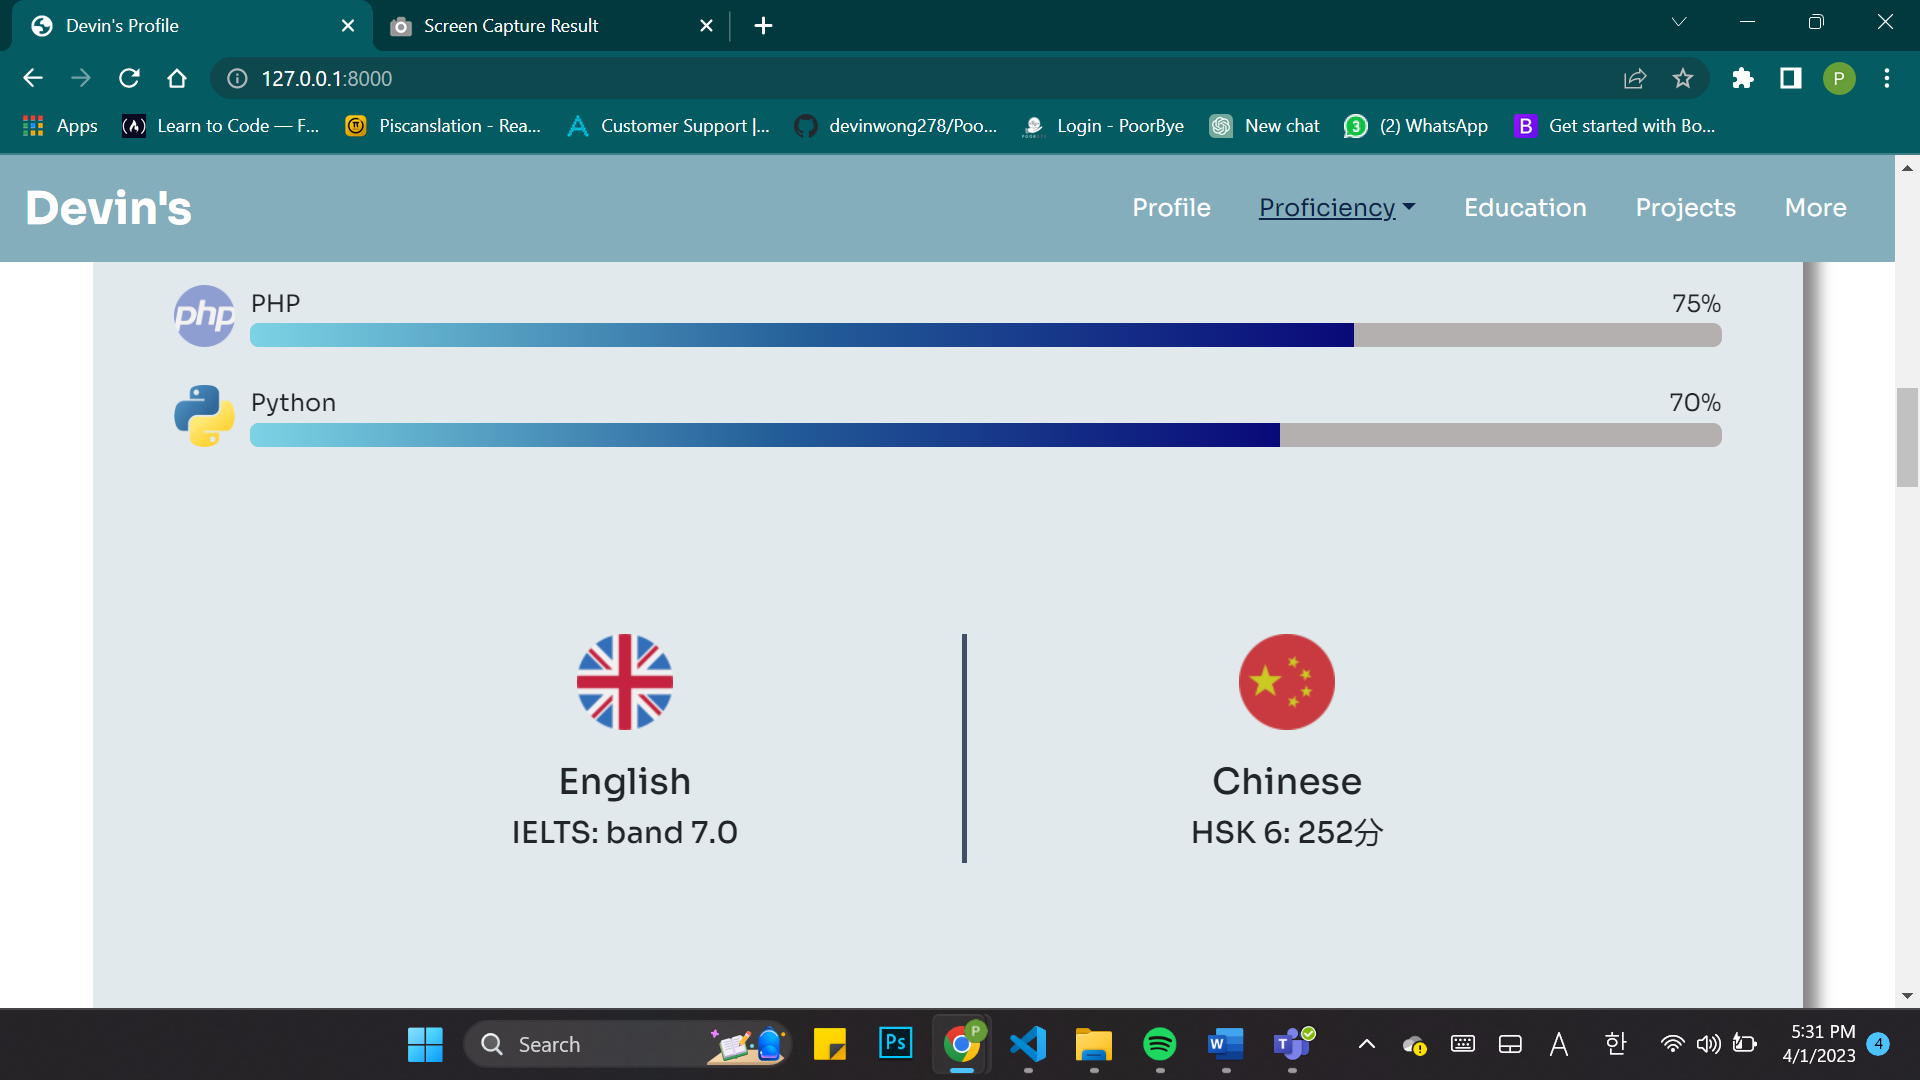 Devin's Profile
Screen Capture Result
127.0.0.1:8000
P
Apps
Learn to Code — F...
Piscanslation - Rea...
Customer Support |...
devinwong278/Poo...
Login - PoorBye
New chat
3
(2) WhatsApp
B
Get started with Bo...
Devin's
Profile
Proficiency
Education
Projects
More
php
PHP
75%
Python
70%
English
IELTS: band 7.0
Chinese
HSK 6: 252分
Search
Ps
P
W
T
A
한
5:31 PM
4/1/2023
4